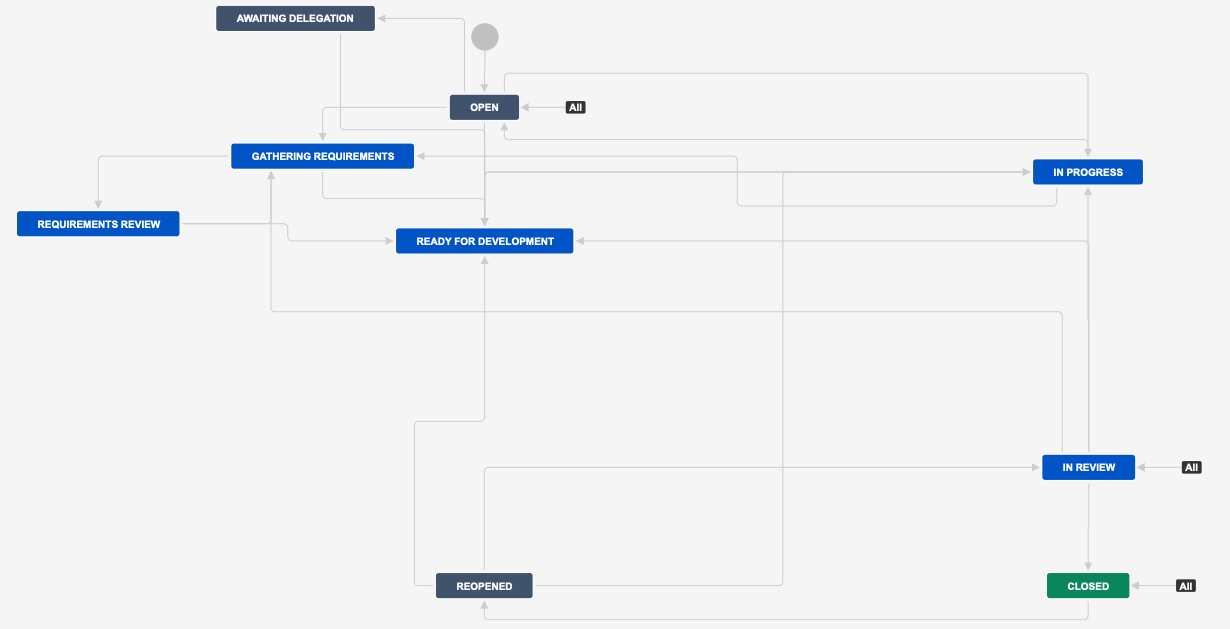 AWAITING DELEGATION
OPEN
All
GATHERING REQUIREMENTS
IN PROGRESS
REQUIREMENTS REVIEW
READY FOR DEVELOPMENT
IN REVIEW
All
REOPENED
CLOSED
All